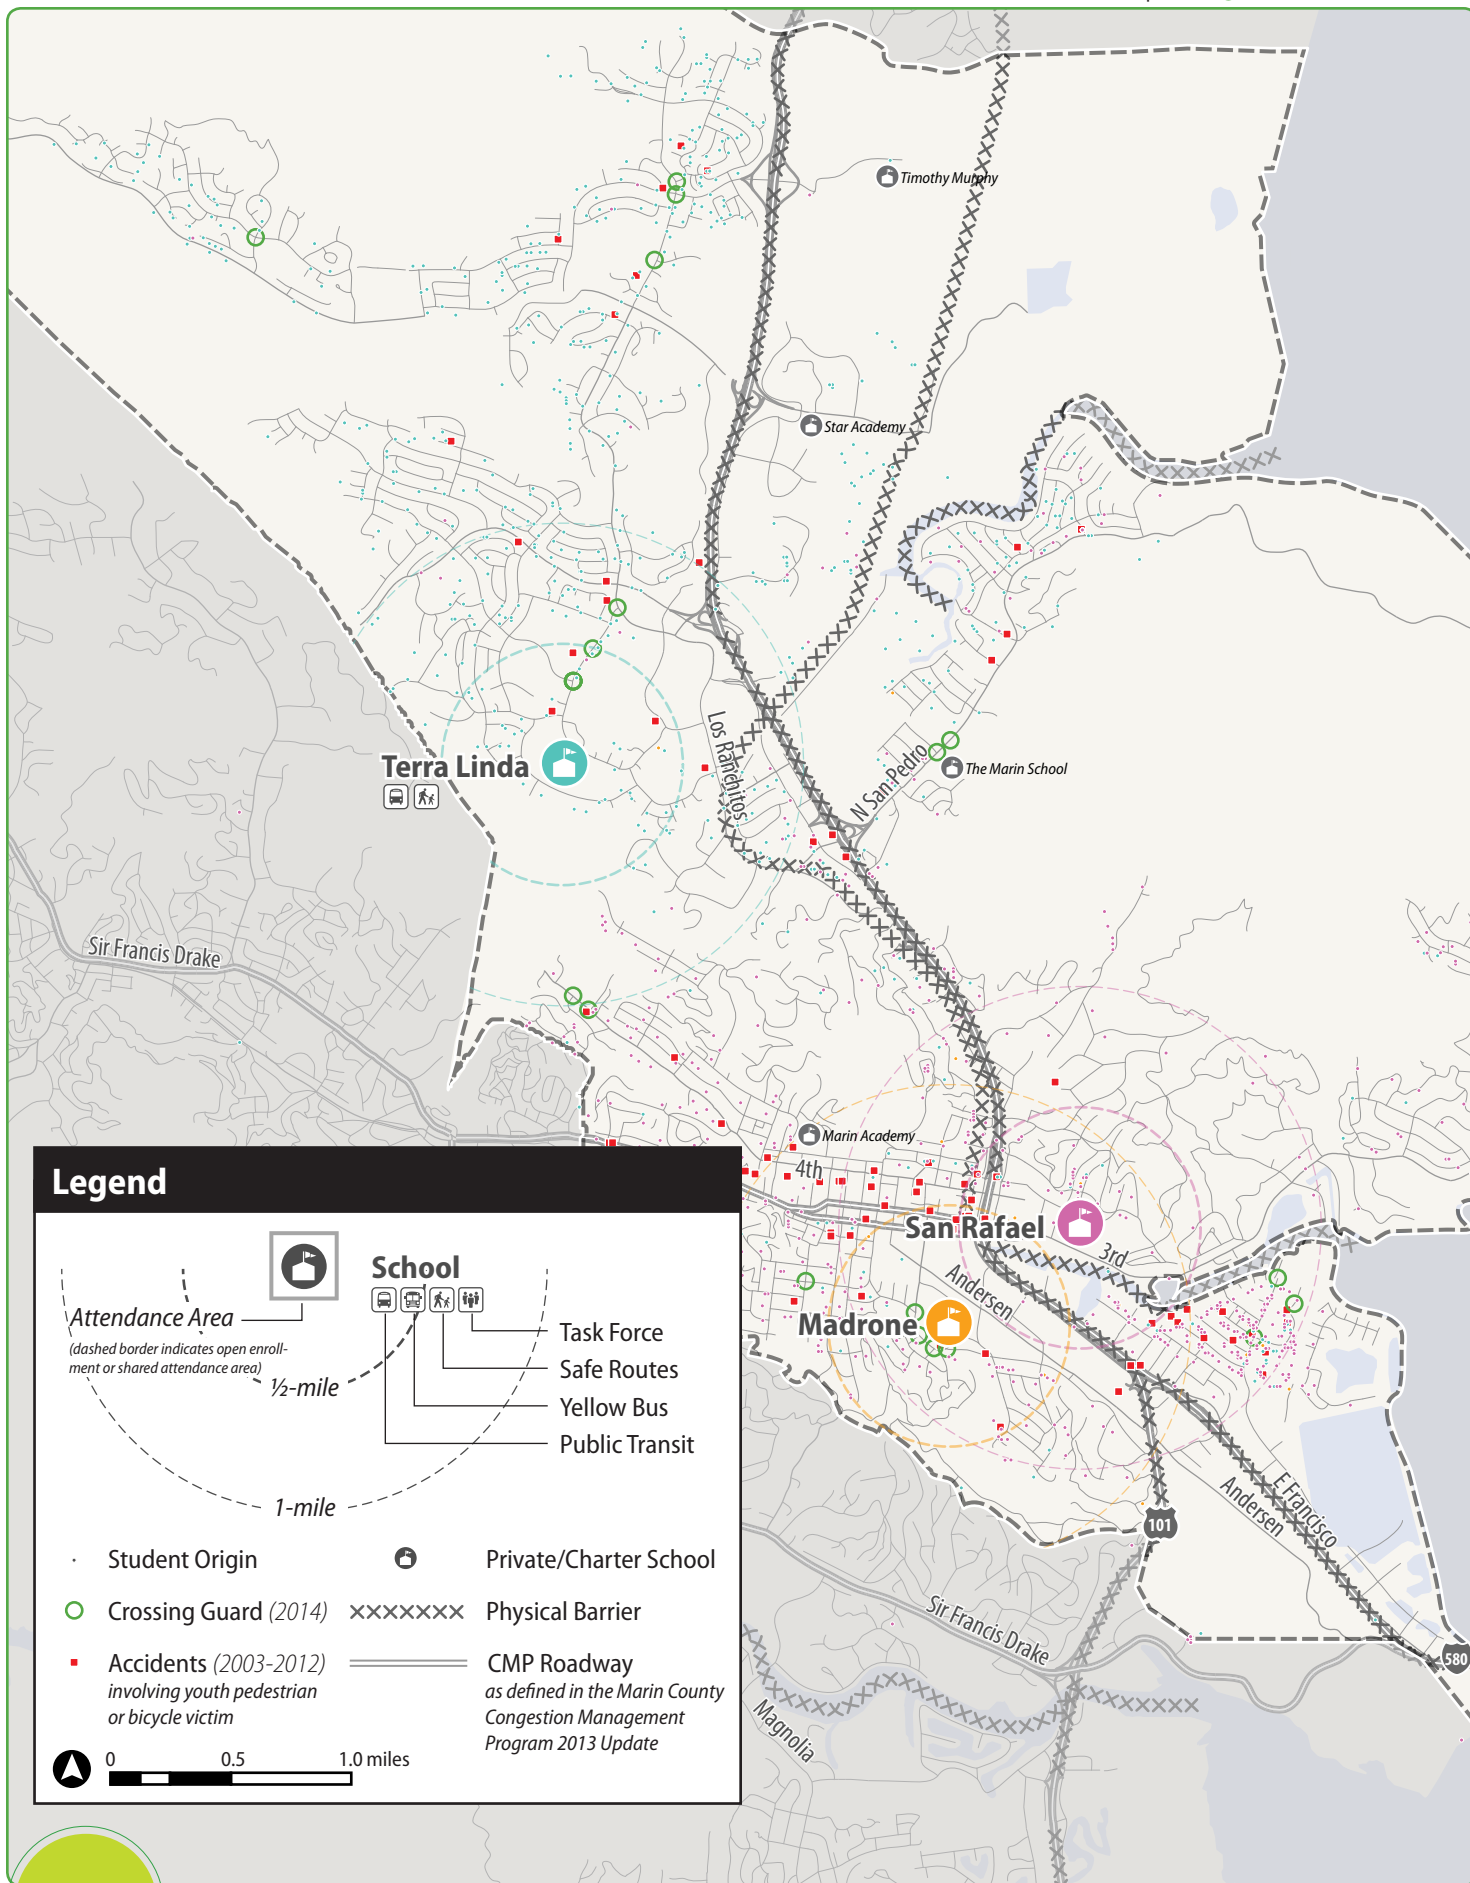 Timothy Murphy
Star Academy
Los Ranchitos
N San Pedro
The Marin School
Terra Linda
Sir Francis Drake
Marin Academy
4th
San Rafael
3rd
Andersen
Madrone
E Francisco
Andersen
101
Sir Francis Drake
580
Magnolia
Legend
School
Attendance Area
(dashed border indicates open enroll-
ment or shared attendance area)
½-mile
1-mile
Task Force
Safe Routes
Yellow Bus
Public Transit
Student Origin
Private/Charter School
Crossing Guard (2014)
Physical Barrier
Accidents (2003-2012)
involving youth pedestrian
or bicycle victim
CMP Roadway
as defined in the Marin County
Congestion Management
Program 2013 Update
0 0.5 1.0 miles